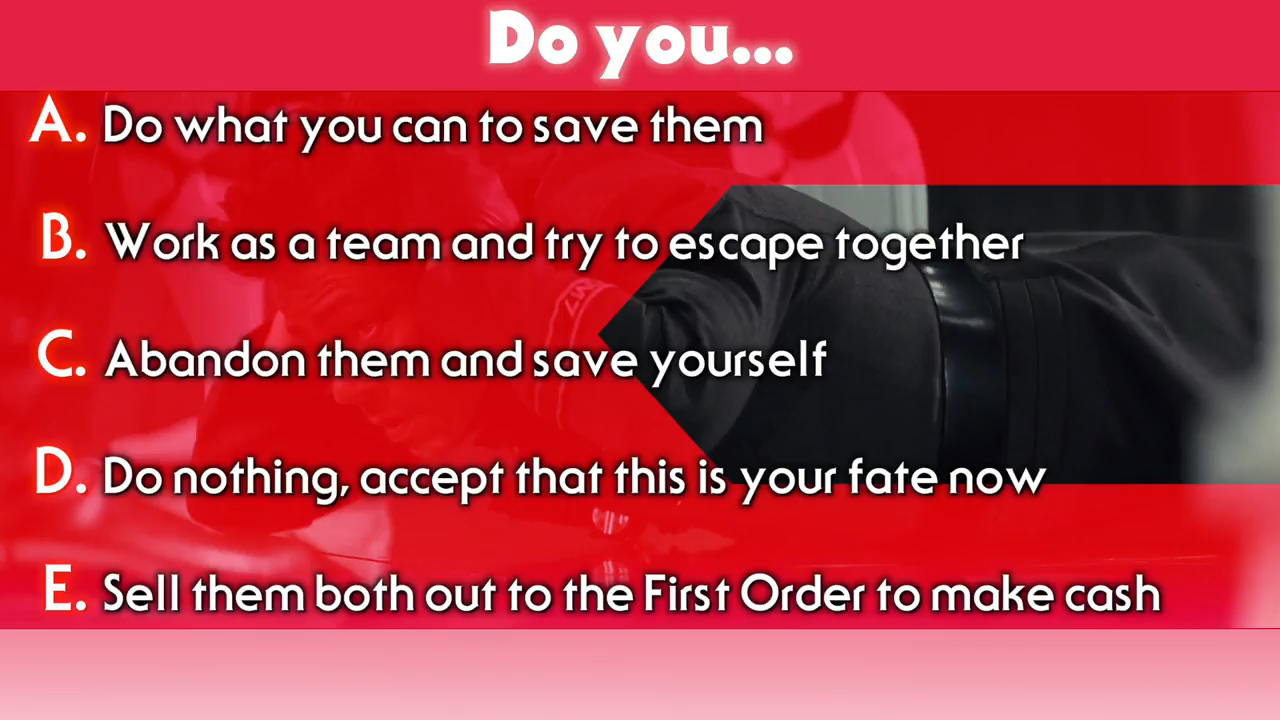 Do you...
A. Do what you can to save them
B. Work as a team and try to escape together
C. Abandon them and save yourself
D. Do nothing, accept that this is your fate now
E. Sell them both out to the First Order to make cash